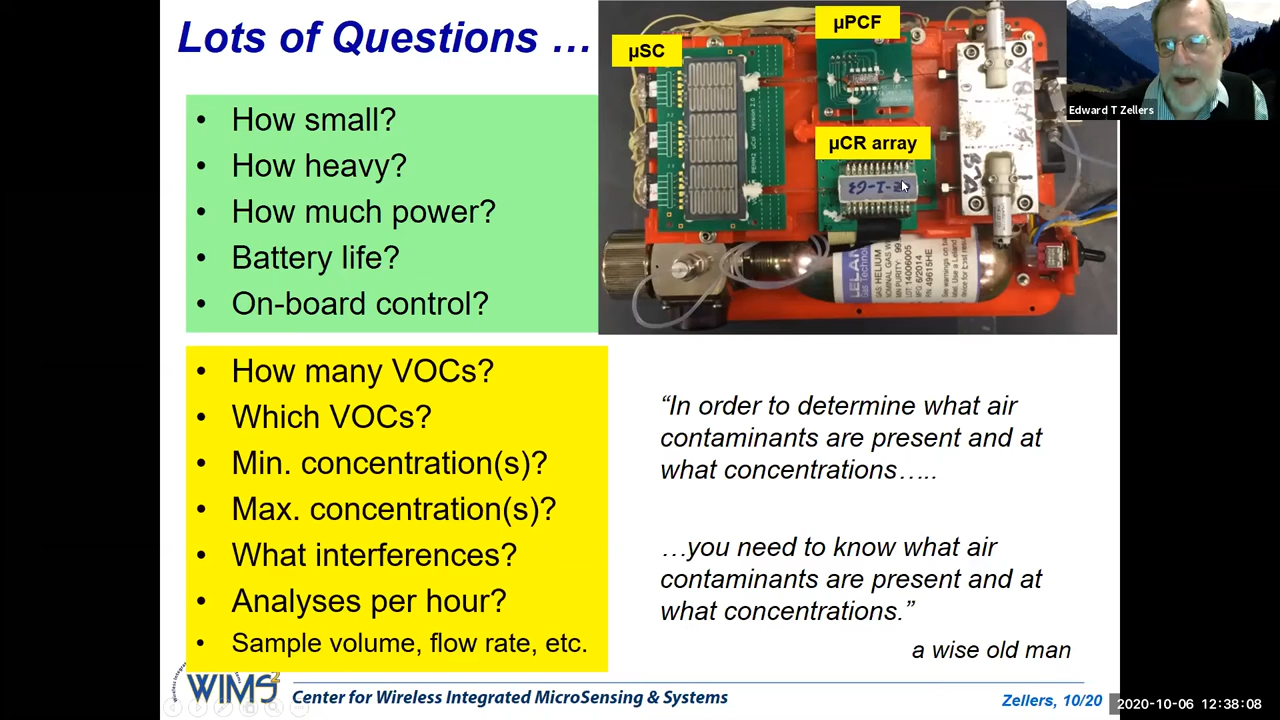 Lots of Questions …
• How small?
• How heavy?
• How much power?
• Battery life?
• On-board control?
• How many VOCs?
• Which VOCs?
• Min. concentration(s)?
• Max. concentration(s)?
• What interferences?
• Analyses per hour?
• Sample volume, flow rate, etc.
µSC
µPCF
µCR array
LELAN
GAS: HELIUM
Edward T Zellers
“In order to determine what air
contaminants are present and at
what concentrations…..
…you need to know what air
contaminants are present and at
what concentrations.”
a wise old man
WIMS2
Center for Wireless Integrated MicroSensing & Systems
Zellers, 10/20
2020-10-06 12:38:08